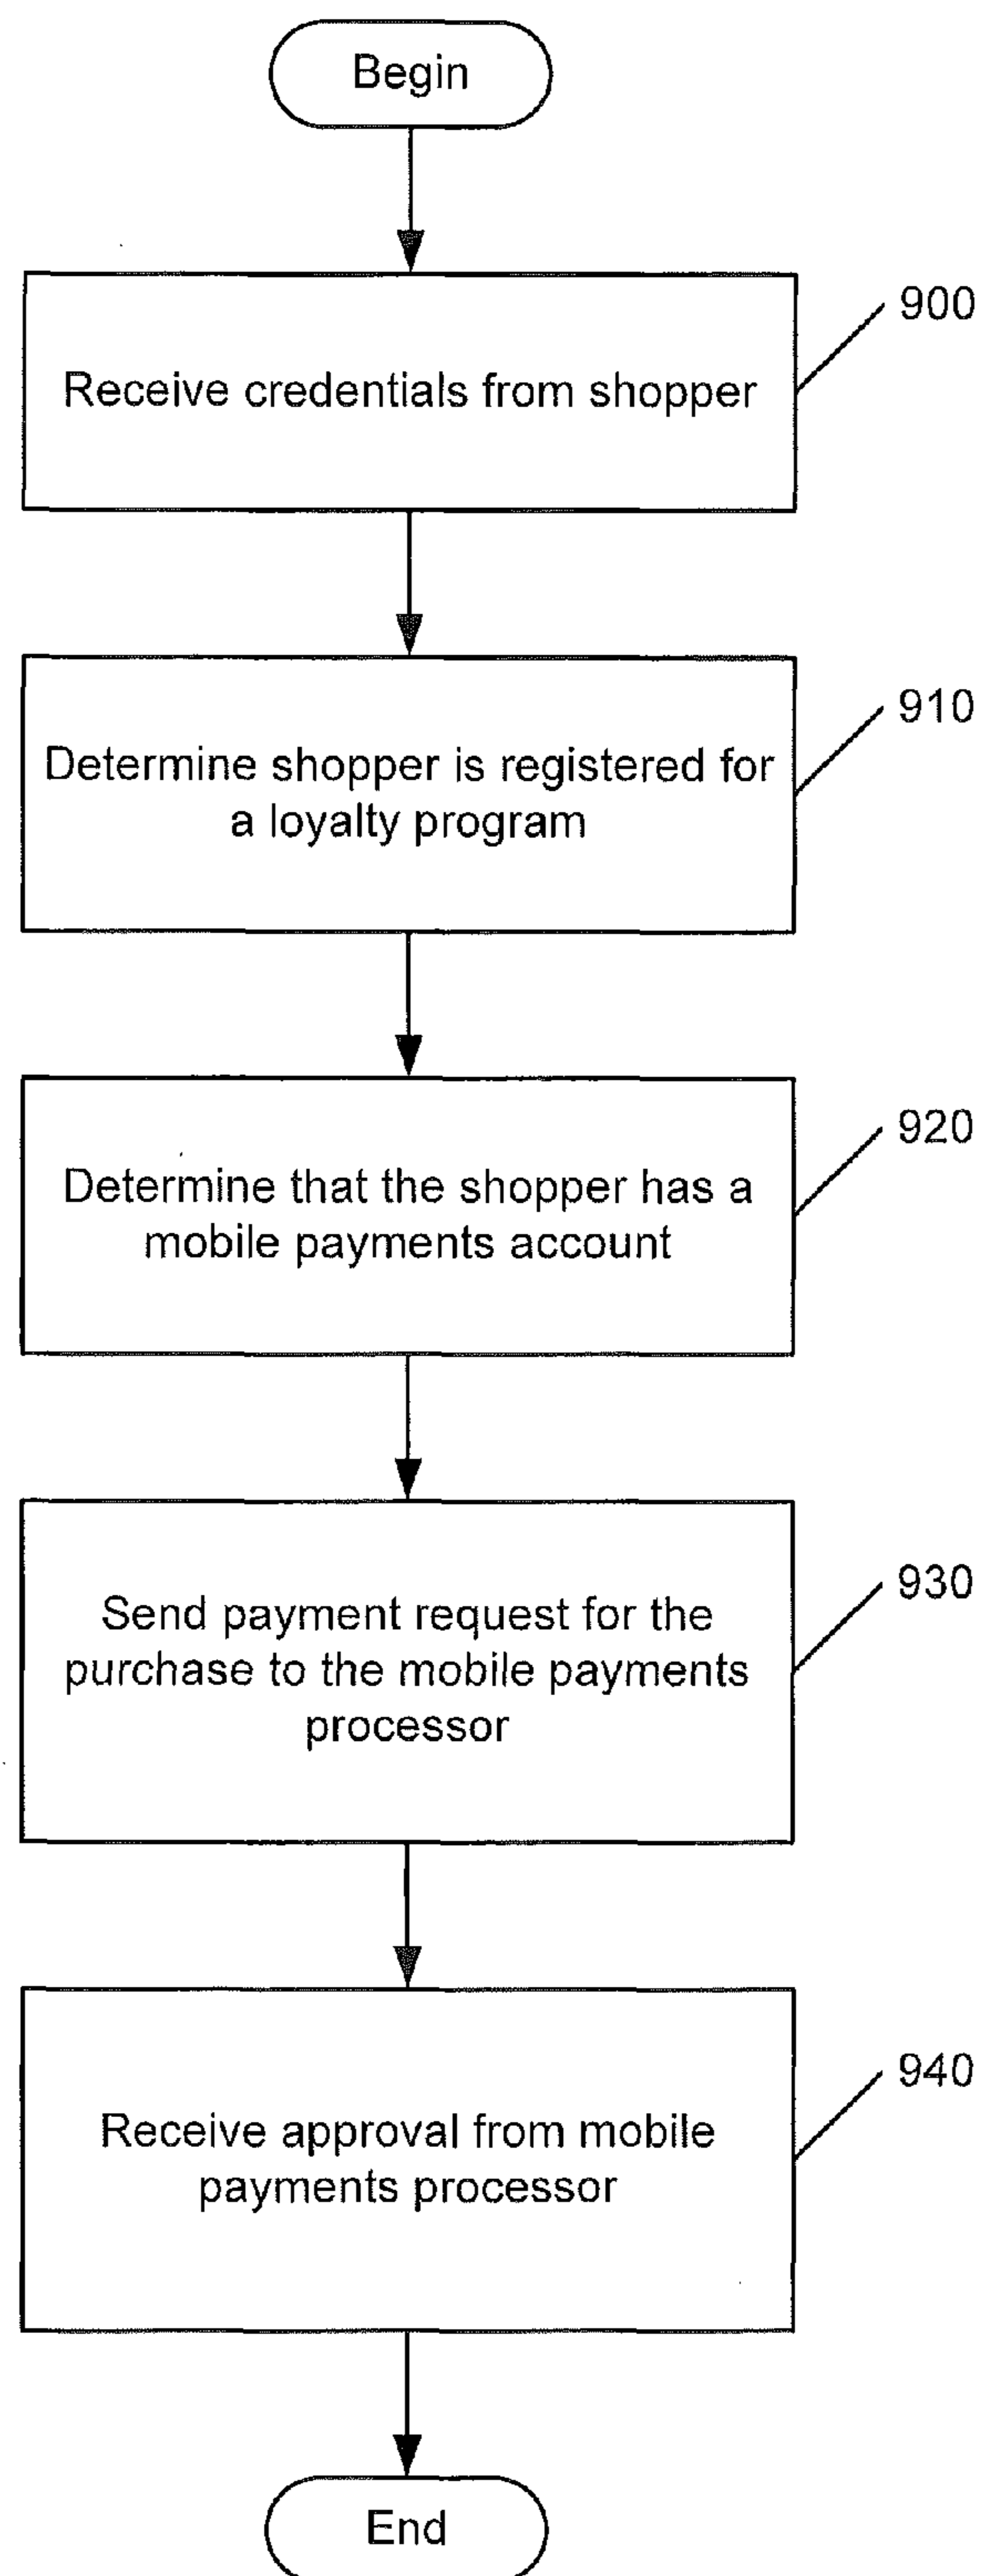 Begin
900
Receive credentials from shopper
910
Determine shopper is registered for
a loyalty program
920
Determine that the shopper has a
mobile payments account
930
Send payment request for the
purchase to the mobile payments
processor
940
Receive approval from mobile
payments processor
End